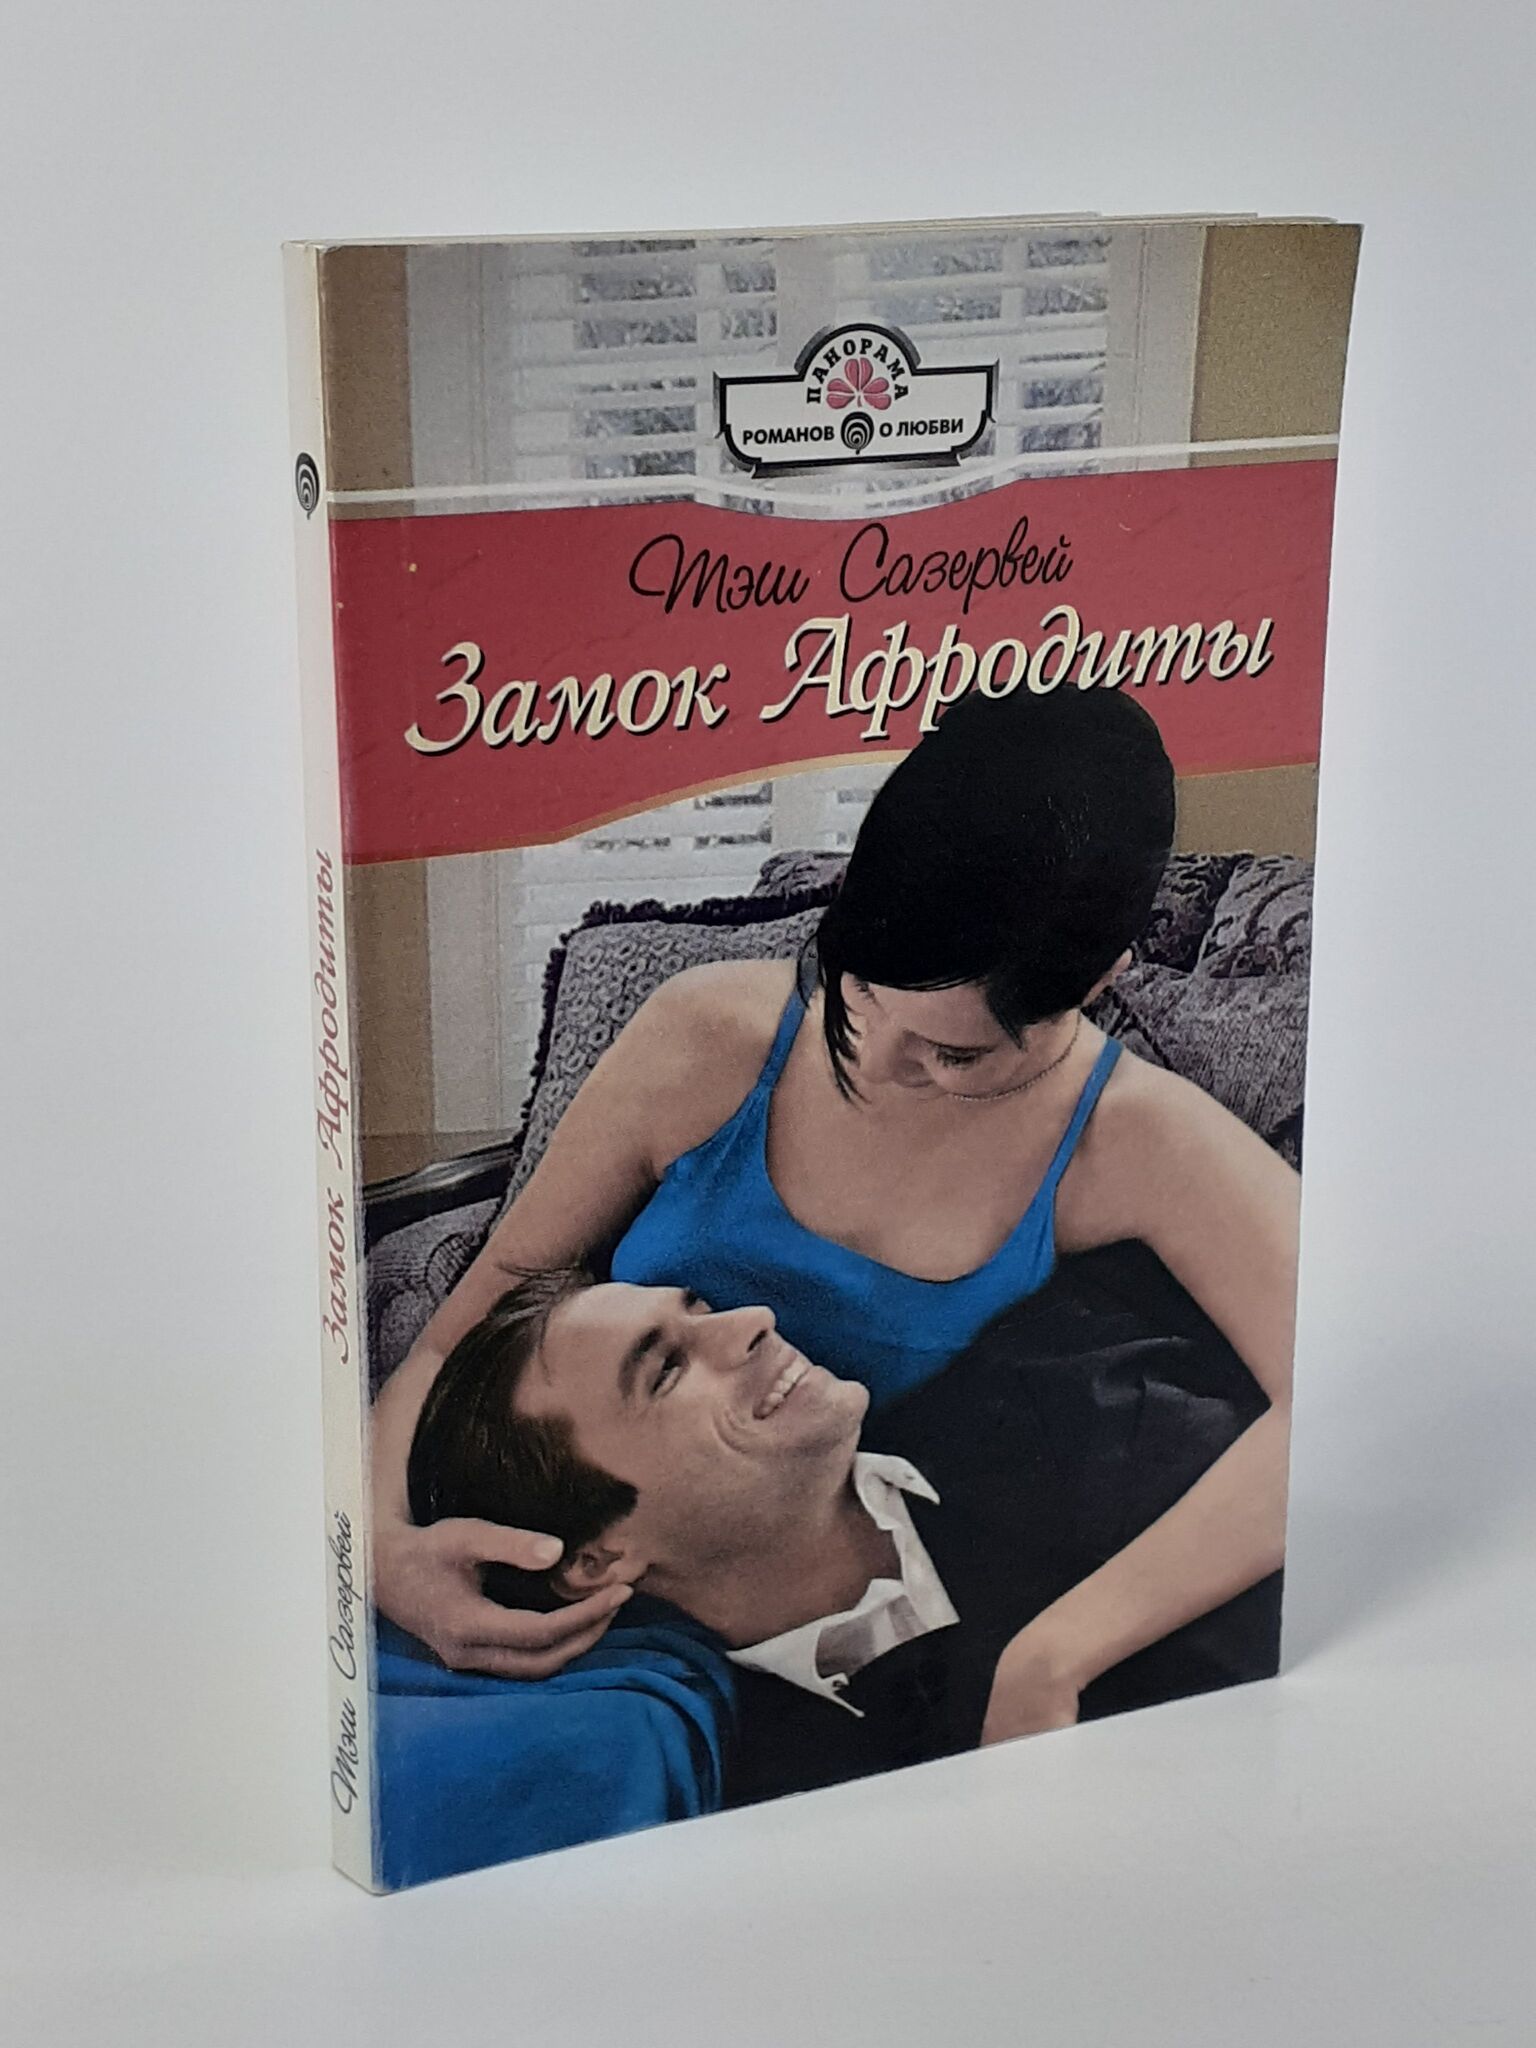 ПАНОРАМА
РОМАНОВ О ЛЮБВИ
Тэш Сазервей
Замок Афродиты
Тэш Сазервей Замок Афродиты